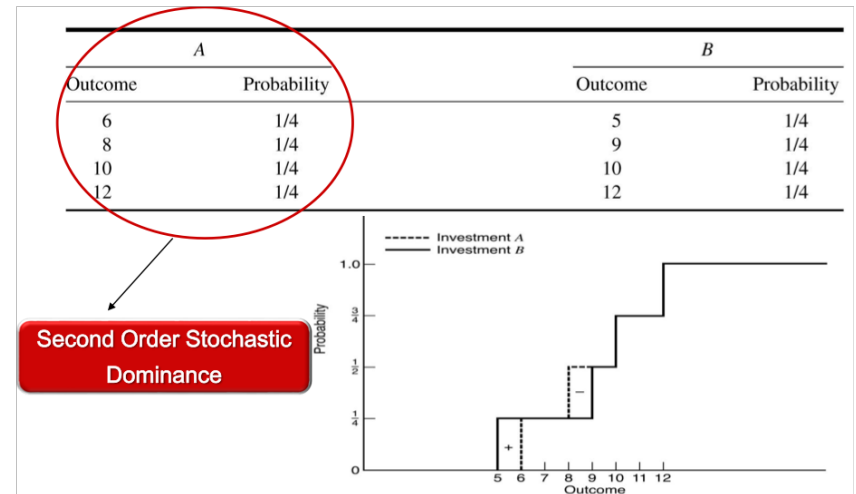 A B
Outcome Probability Outcome Probability
6 1/4 5 1/4
8 1/4 9 1/4
10 1/4 10 1/4
12 1/4 12 1/4
Investment A
Investment B
1.0
3/4
1/2
1/4
0
Probability
+
−
5 6 7 8 9 10 11 12
Outcome
Second Order Stochastic
Dominance